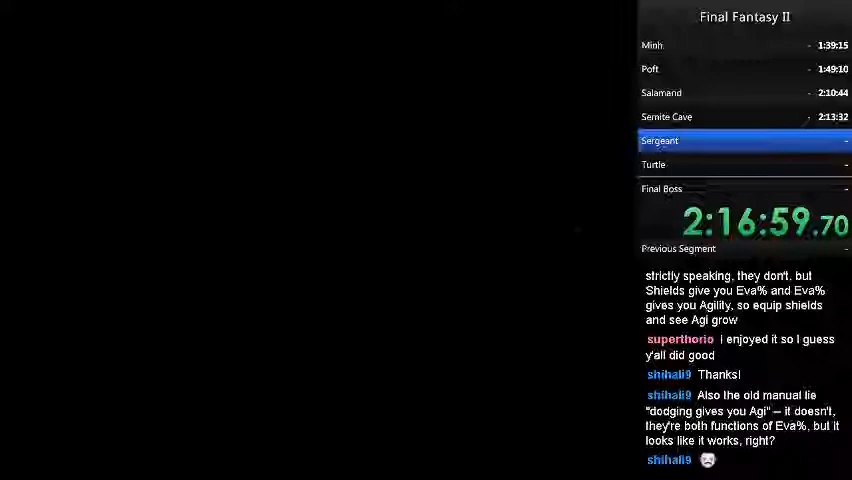 Final Fantasy II
Minh - 1:39:15
Poft - 1:49:10
Salamand - 2:10:44
Semite Cave - 2:13:32
Sergeant -
Turtle -
Final Boss -
2:16:59.70
Previous Segment -
strictly speaking, they don't, but
Shields give you Eva% and Eva%
gives you Agility, so equip shields
and see Agi grow
superthorio I enjoyed it so I guess
y'all did good
shihali9 Thanks!
shihali9 Also the old manual lie
"dodging gives you Agi" – it doesn't,
they're both functions of Eva%, but it
looks like it works, right?
shihali9